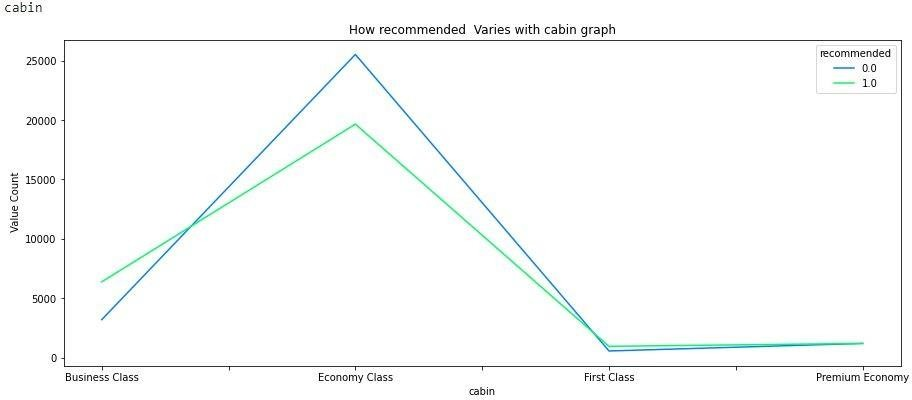 cabin
How recommended  Varies with cabin graph
recommended
0.0
1.0
25000
20000
15000
10000
5000
0
Value Count
Business Class
Economy Class
First Class
Premium Economy
cabin